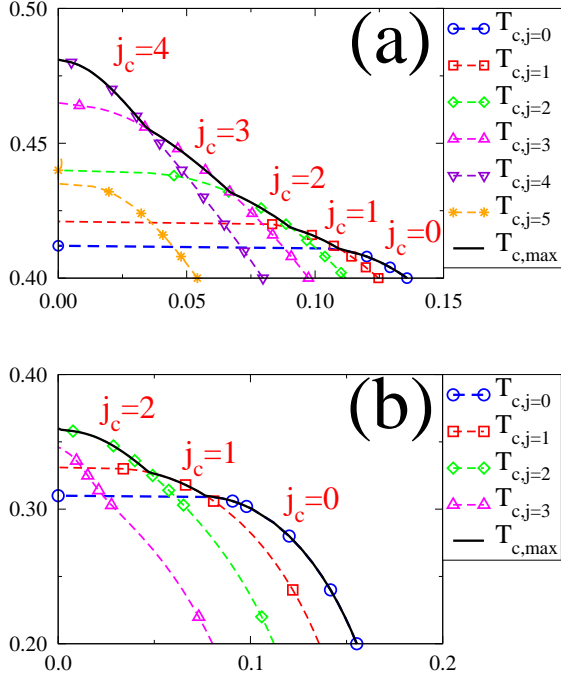 0.50
(a)
j_c=4
j_c=3
j_c=2
j_c=1
j_c=0
0.45
0.40
0.00
0.05
0.10
0.15
T_c,j=0
T_c,j=1
T_c,j=2
T_c,j=3
T_c,j=4
T_c,j=5
T_c,max
0.40
(b)
j_c=2
j_c=1
j_c=0
0.30
0.20
0.0
0.1
0.2
T_c,j=0
T_c,j=1
T_c,j=2
T_c,j=3
T_c,max